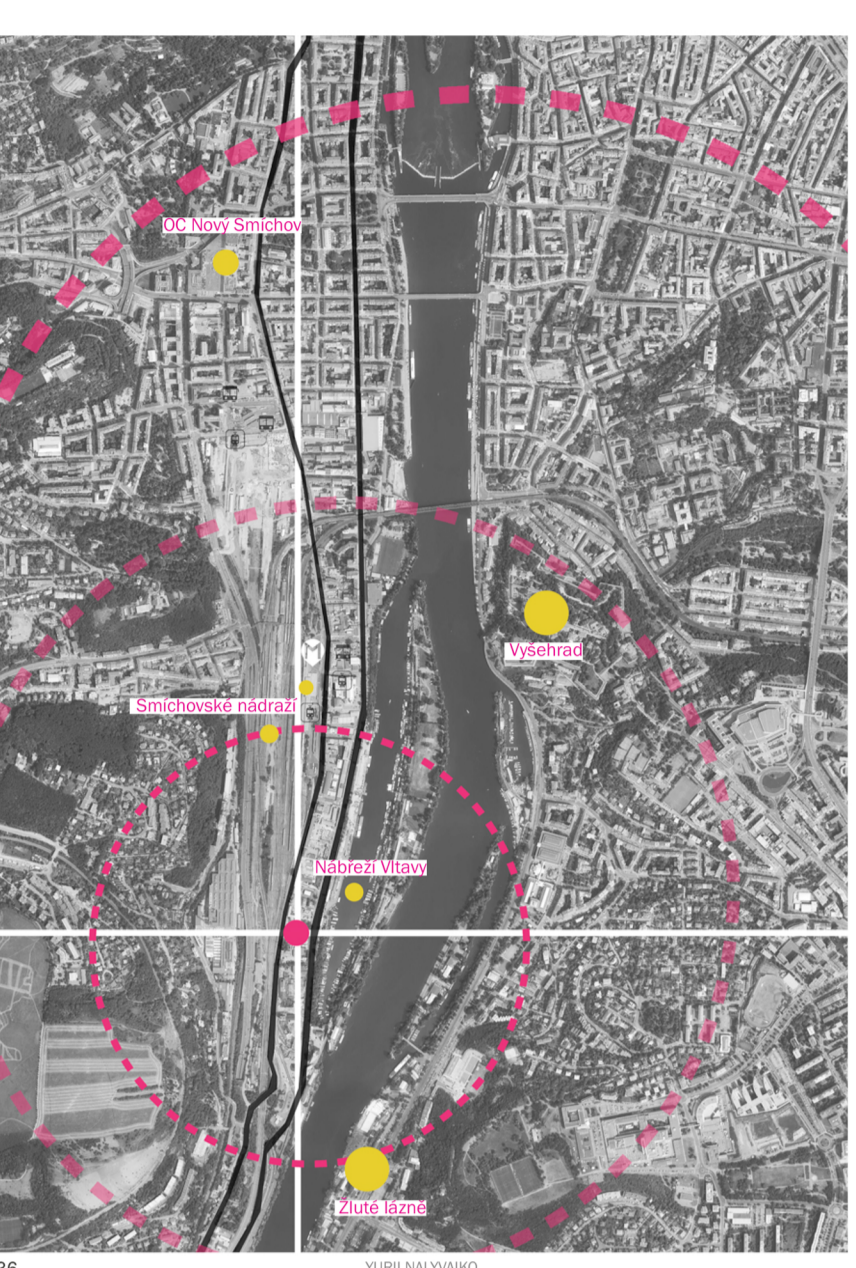 OC Nový Smíchov
M
Vyšehrad
Smíchovské nádraží
Nábřeží Vltavy
Žluté lázně
36
YURII NALYVAIKO